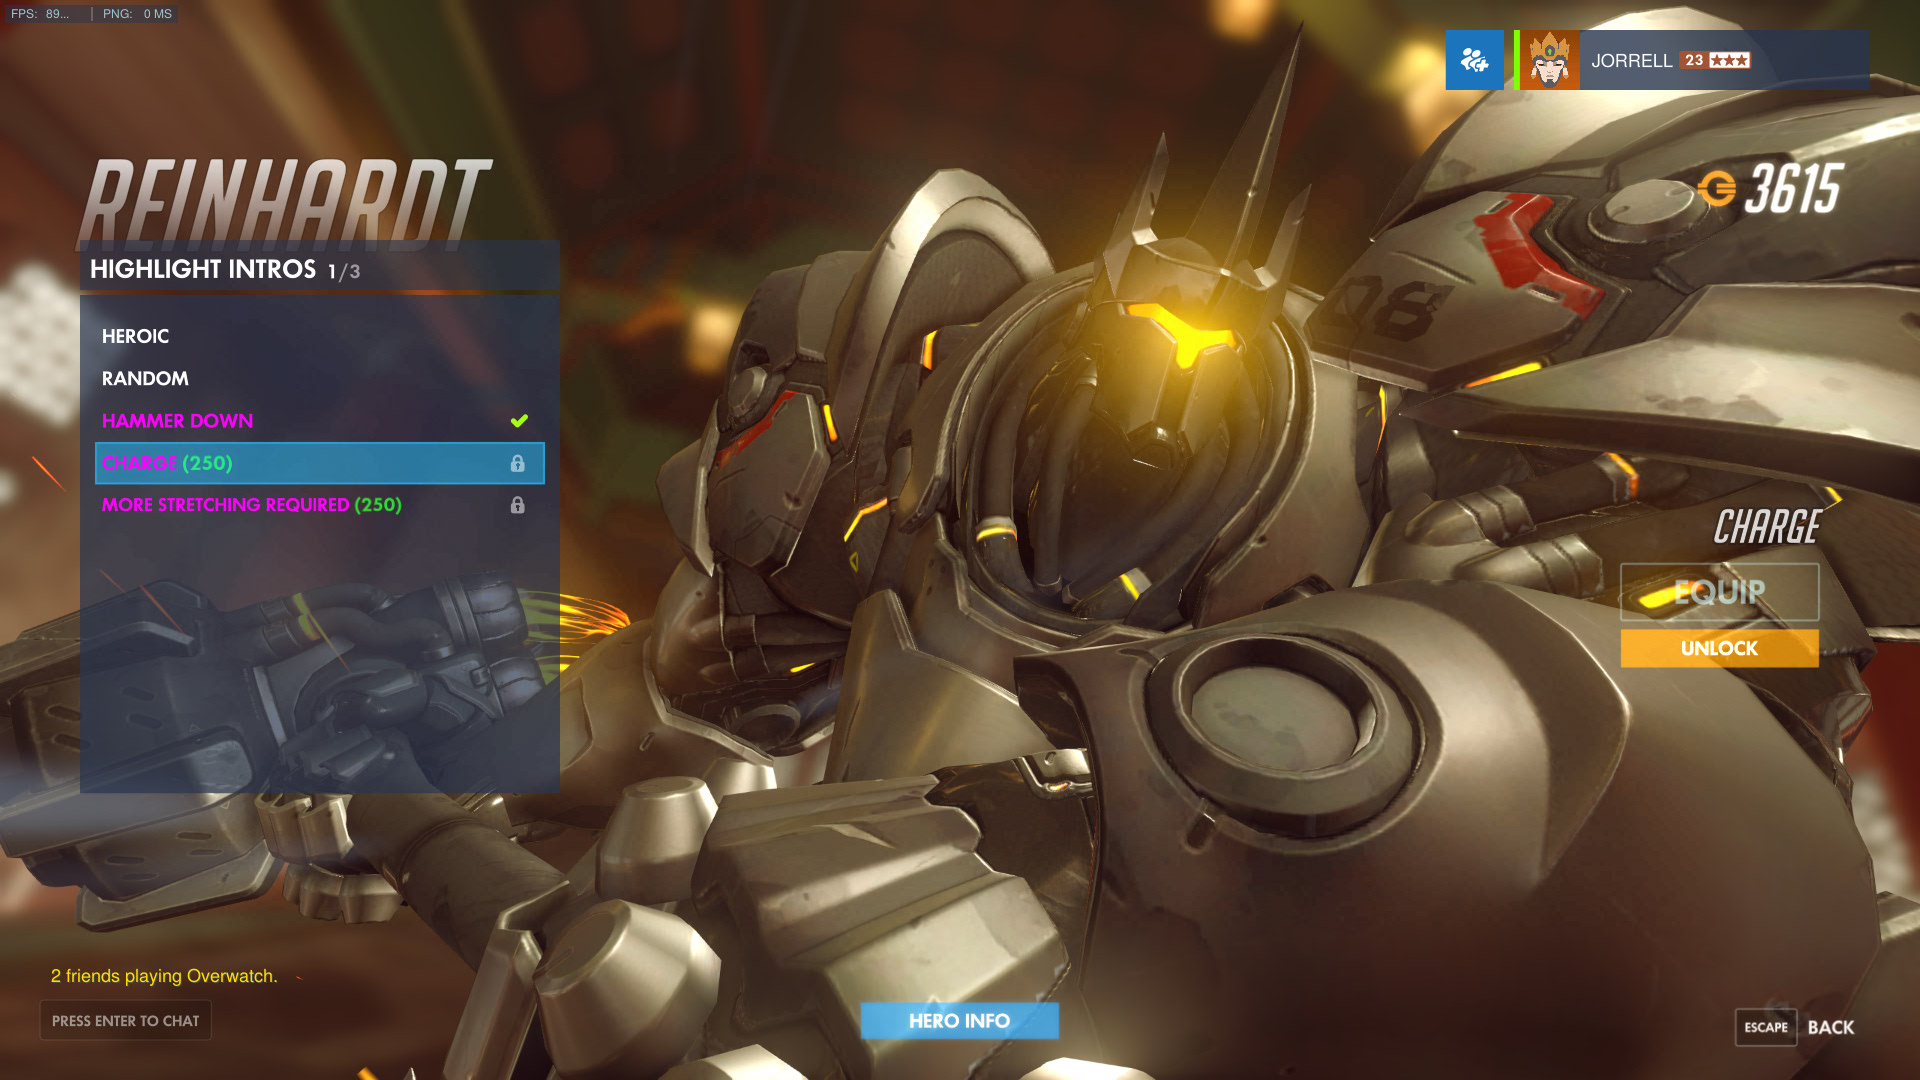 FPS: 89... | PNG: 0 MS
JORRELL 23
3615
REINHARDT
HIGHLIGHT INTROS 1/3
HEROIC
RANDOM
HAMMER DOWN
CHARGE (250)
MORE STRETCHING REQUIRED (250)
08
CHARGE
EQUIP
UNLOCK
2 friends playing Overwatch.
PRESS ENTER TO CHAT
HERO INFO
ESCAPE BACK